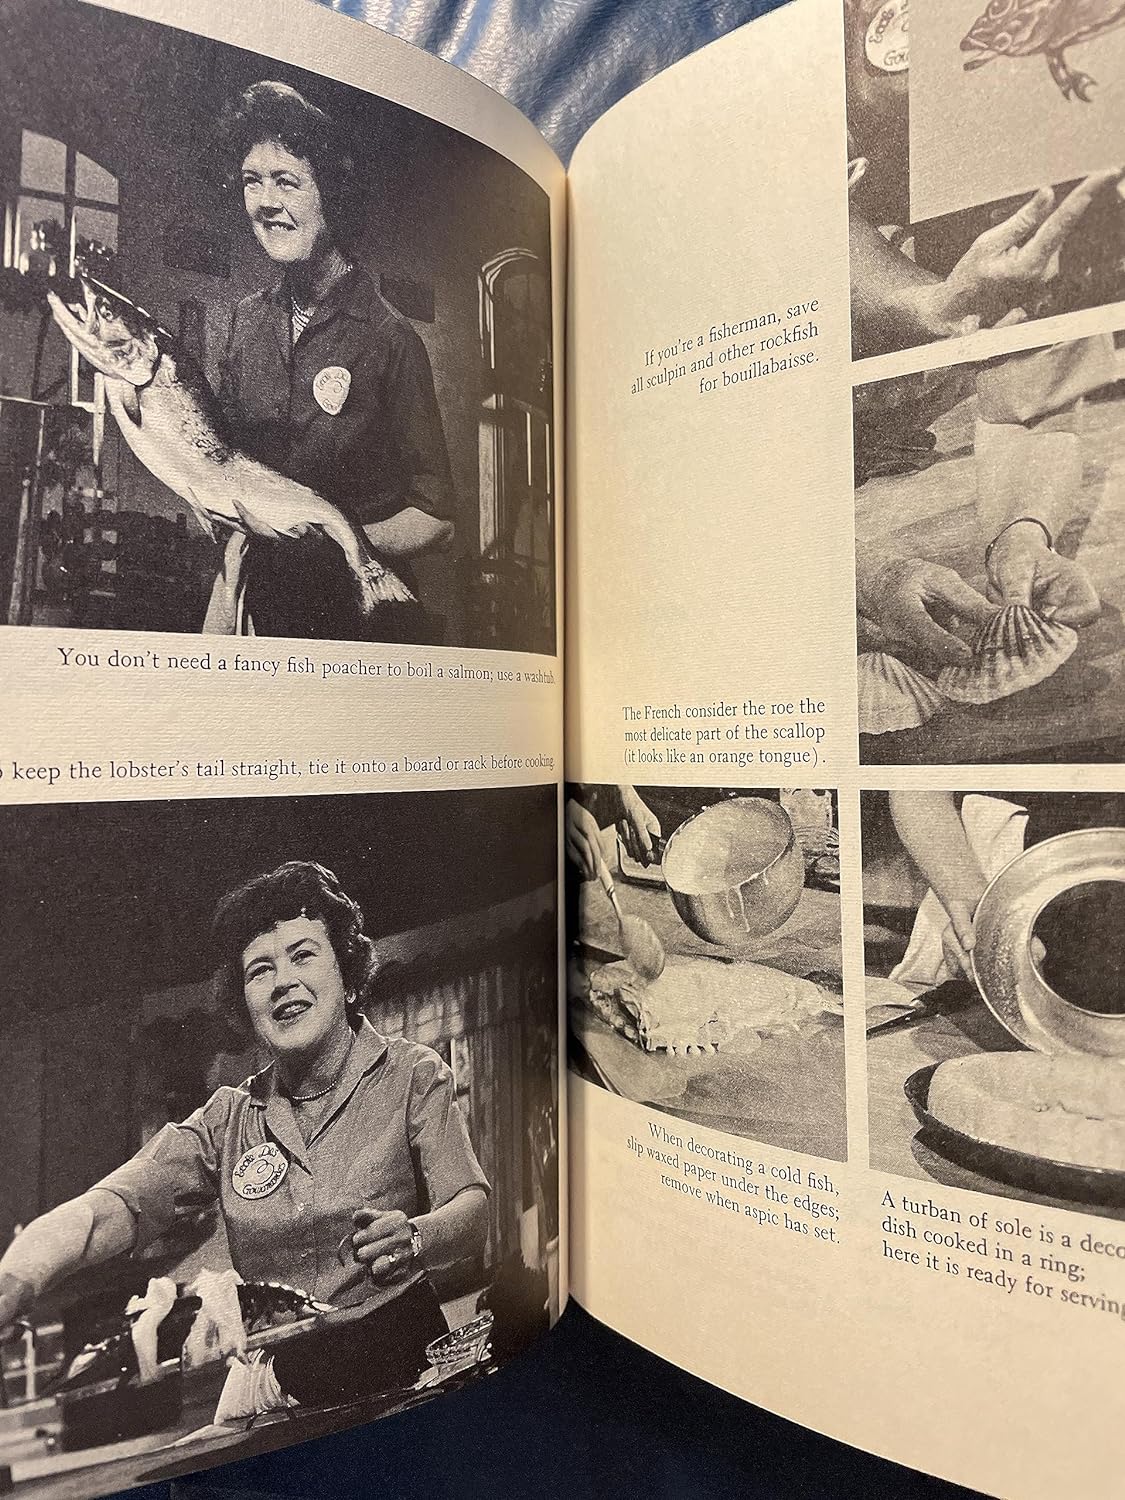 You don't need a fancy fish poacher to boil a salmon; use a washtub.
keep the lobster's tail straight, tie it onto a board or rack before cooking.
Ecole Des
3
Gourmandes
If you're a fisherman, save
all sculpin and other rockfish
for bouillabaisse.
The French consider the roe the
most delicate part of the scallop
(it looks like an orange tongue).
When decorating a cold fish,
slip waxed paper under the edges;
remove when aspic has set.
A turban of sole is a deco
dish cooked in a ring;
here it is ready for serving